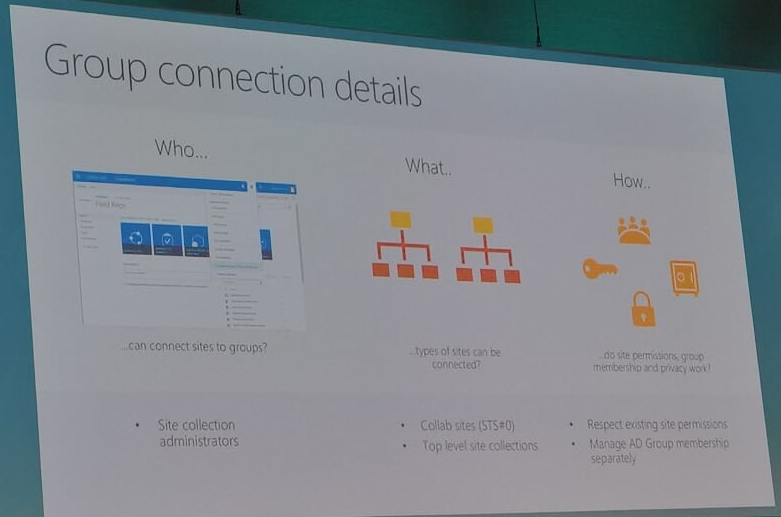 Group connection details
Who...
What..
How..
Field Reps
...can connect sites to groups?
...types of sites can be
connected?
...do site permissions, group
membership and privacy work?
• Site collection
administrators
• Collab sites (STS#0)
• Top level site collections
• Respect existing site permissions
• Manage AD Group membership
separately